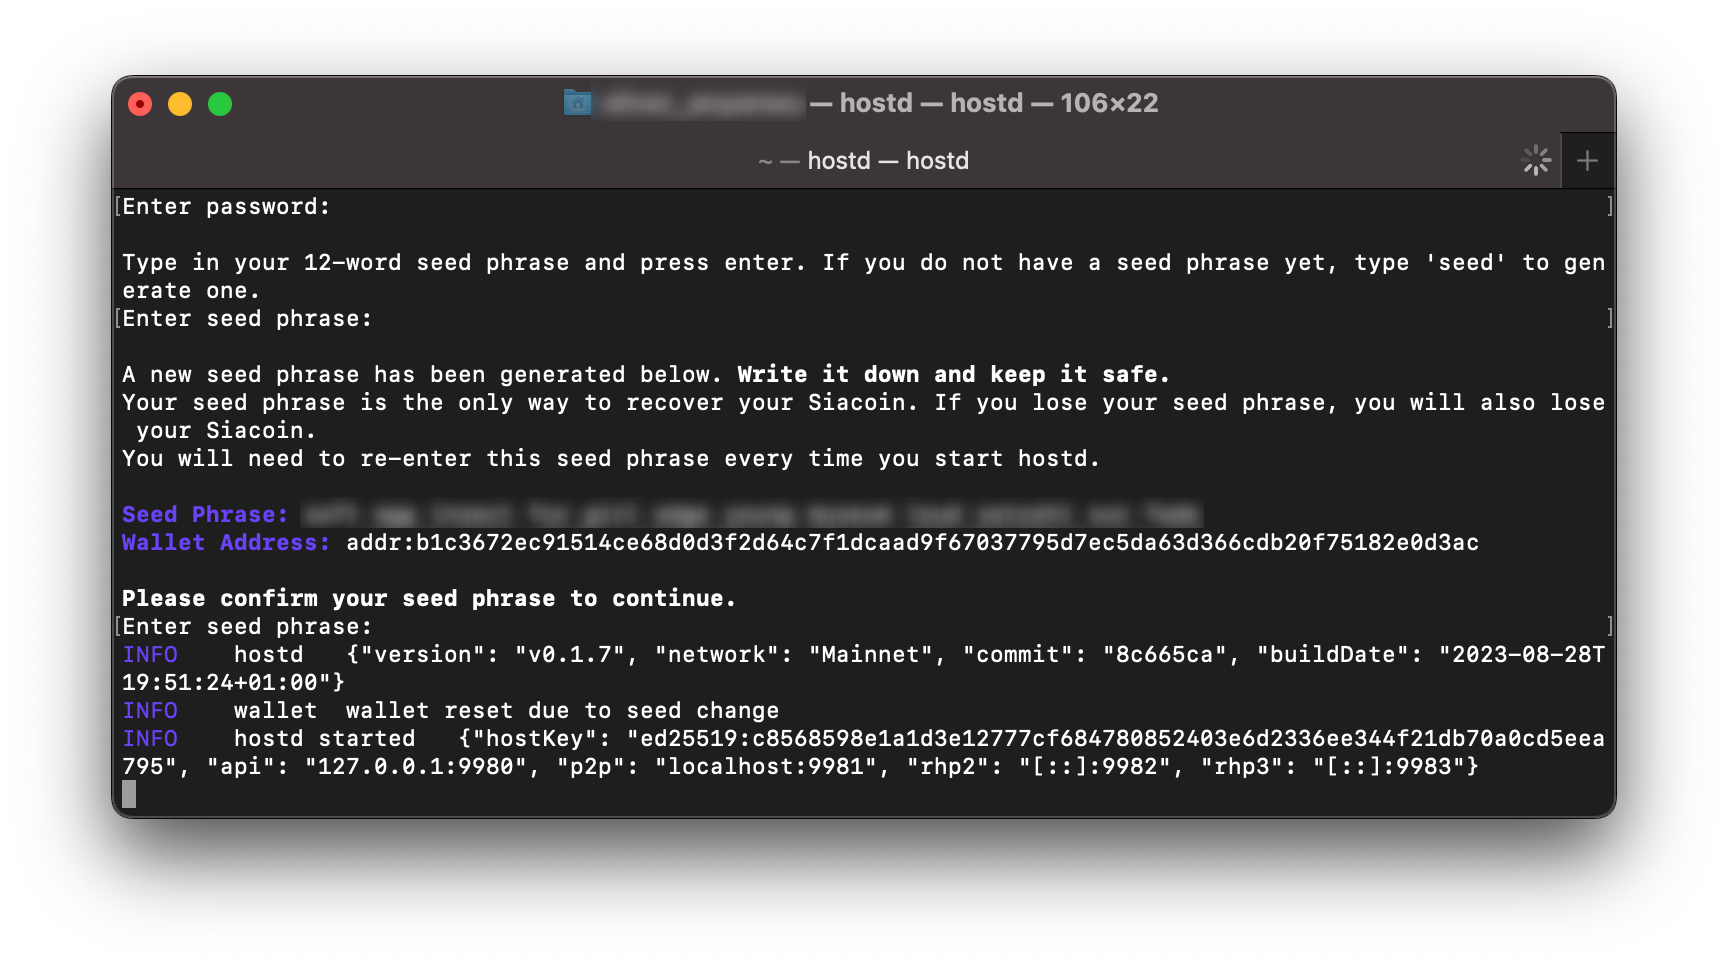 — hostd — hostd — 106×22
~ — hostd — hostd
[Enter password: ]
Type in your 12-word seed phrase and press enter. If you do not have a seed phrase yet, type 'seed' to gen
erate one.
[Enter seed phrase: ]
A new seed phrase has been generated below. Write it down and keep it safe.
Your seed phrase is the only way to recover your Siacoin. If you lose your seed phrase, you will also lose
your Siacoin.
You will need to re-enter this seed phrase every time you start hostd.
Seed Phrase:
Wallet Address: addr:b1c3672ec91514ce68d0d3f2d64c7f1dcaad9f67037795d7ec5da63d366cdb20f75182e0d3ac
Please confirm your seed phrase to continue.
[Enter seed phrase: ]
INFO hostd {"version": "v0.1.7", "network": "Mainnet", "commit": "8c665ca", "buildDate": "2023-08-28T
19:51:24+01:00"}
INFO wallet wallet reset due to seed change
INFO hostd started {"hostKey": "ed25519:c8568598e1a1d3e12777cf684780852403e6d2336ee344f21db70a0cd5eea
795", "api": "127.0.0.1:9980", "p2p": "localhost:9981", "rhp2": "[::]:9982", "rhp3": "[::]:9983"}